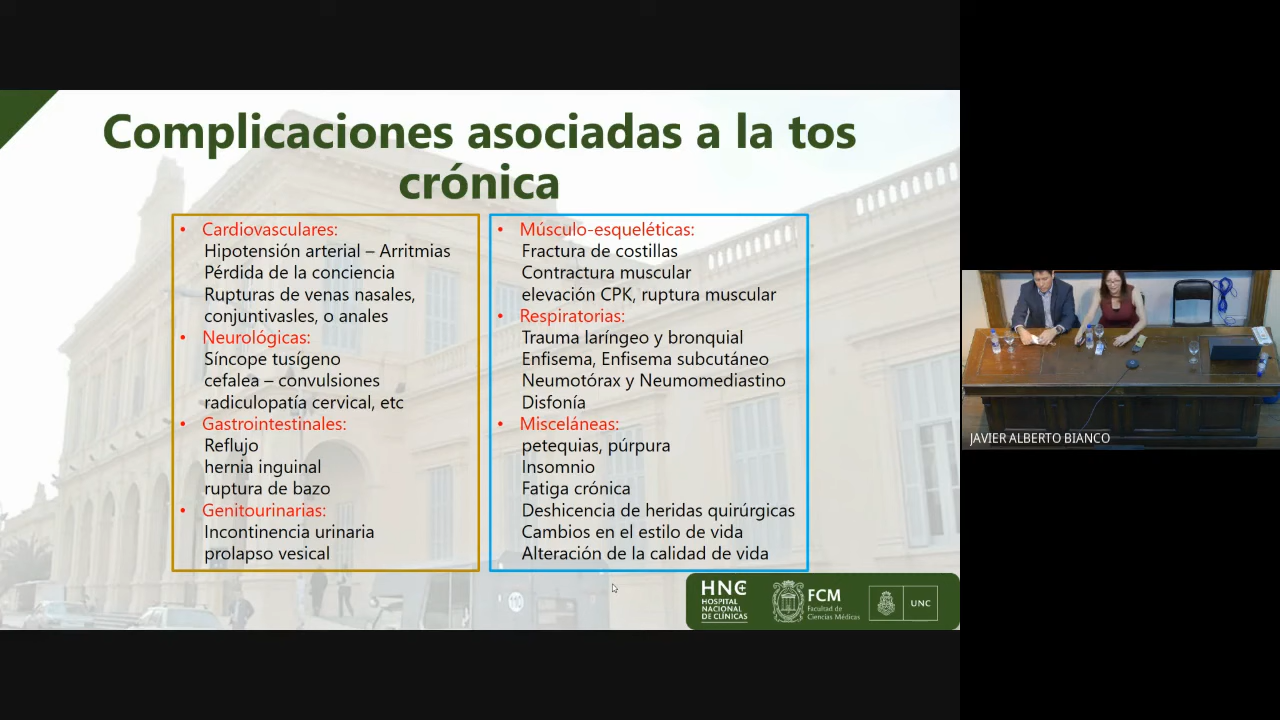 Complicaciones asociadas a la tos
crónica
• Cardiovasculares:
Hipotensión arterial – Arritmias
Pérdida de la conciencia
Rupturas de venas nasales,
conjuntivasles, o anales
• Neurológicas:
Síncope tusígeno
cefalea – convulsiones
radiculopatía cervical, etc
• Gastrointestinales:
Reflujo
hernia inguinal
ruptura de bazo
• Genitourinarias:
Incontinencia urinaria
prolapso vesical
• Músculo-esqueléticas:
Fractura de costillas
Contractura muscular
elevación CPK, ruptura muscular
• Respiratorias:
Trauma laríngeo y bronquial
Enfisema, Enfisema subcutáneo
Neumotórax y Neumomediastino
Disfonía
• Misceláneas:
petequias, púrpura
Insomnio
Fatiga crónica
Deshicencia de heridas quirúrgicas
Cambios en el estilo de vida
Alteración de la calidad de vida
HNC
HOSPITAL
NACIONAL
DE CLÍNICAS
FCM
Facultad de
Ciencias Médicas
UNC
JAVIER ALBERTO BIANCO